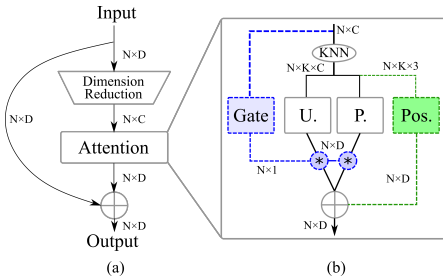 Input
N×D
Dimension
Reduction
N×D
N×C
Attention
N×D
N×D
Output
(a)
N×C
KNN
N×K×C
N×K×3
Gate
U.
P.
Pos.
N×D
*
*
N×1
N×D
N×D
(b)